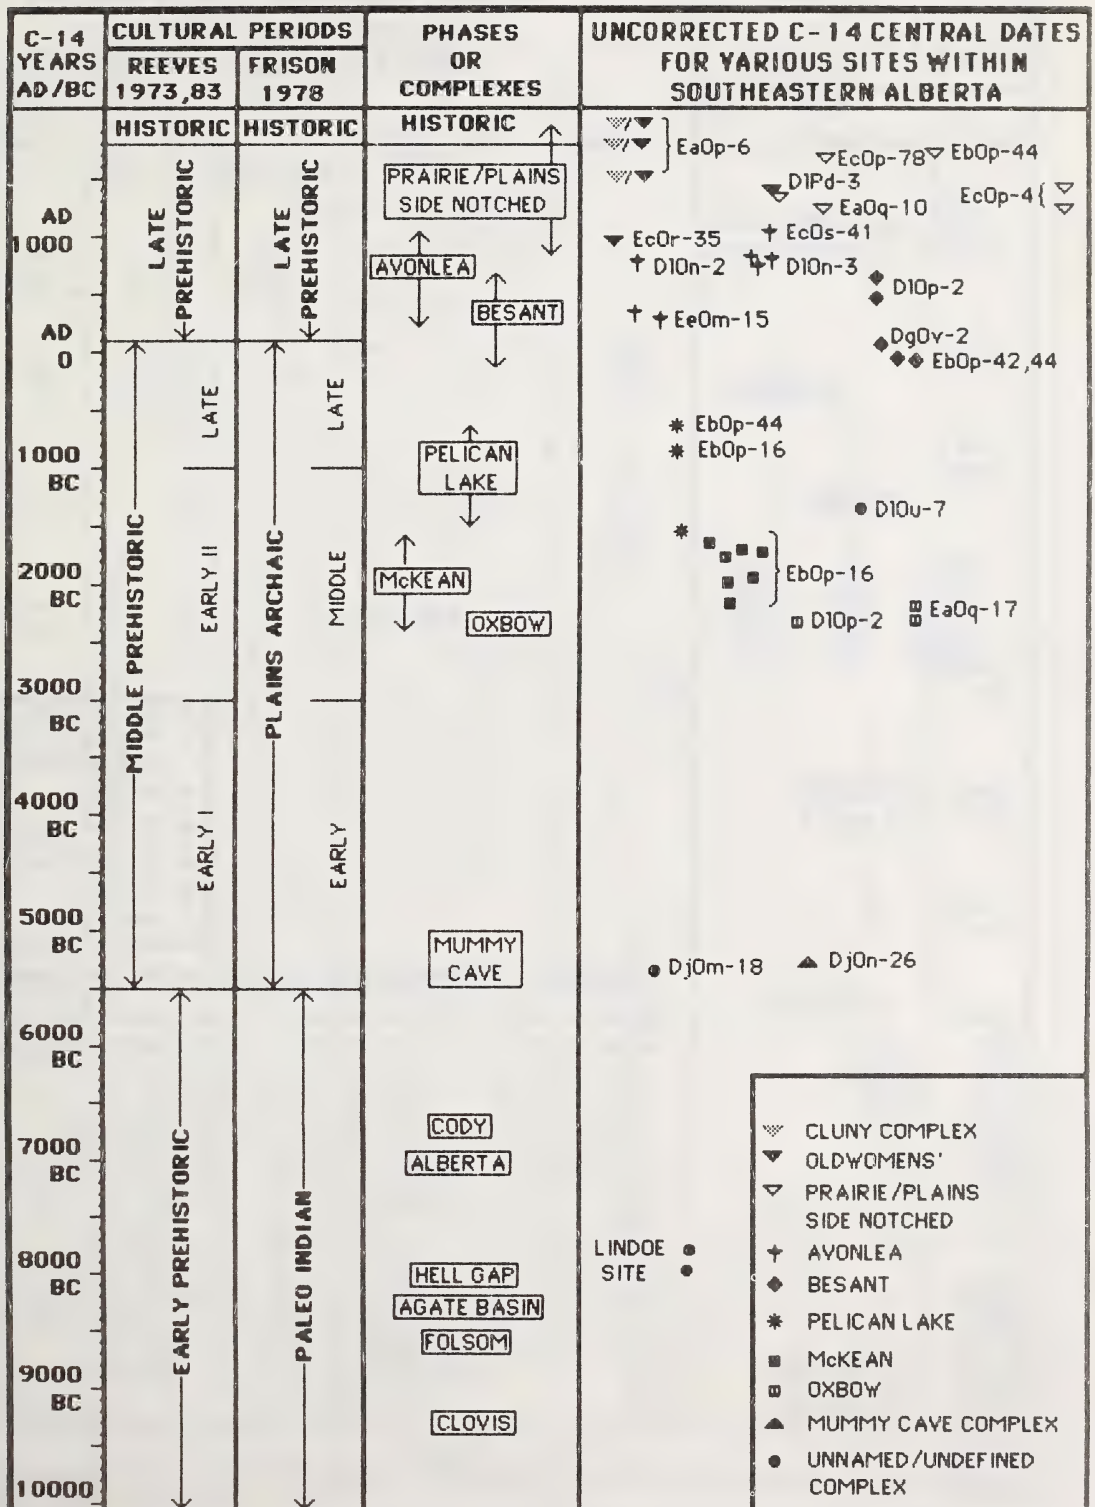 C-14
YEARS
AD/BC
CULTURAL PERIODS
REEVES
1973,83
FRISON
1978
PHASES
OR
COMPLEXES
UNCORRECTED C-14 CENTRAL DATES
FOR VARIOUS SITES WITHIN
SOUTHEASTERN ALBERTA
HISTORIC
HISTORIC
HISTORIC
AD
1000
AD
0
1000
BC
2000
BC
3000
BC
4000
BC
5000
BC
6000
BC
7000
BC
8000
BC
9000
BC
10000
LATE
PREHISTORIC
MIDDLE PREHISTORIC
LATE
EARLY II
EARLY I
EARLY PREHISTORIC
LATE
PREHISTORIC
PLAINS ARCHAIC
LATE
MIDDLE
EARLY
PALEO INDIAN
PRAIRIE/PLAINS
SIDE NOTCHED
AVONLEA
BESANT
PELICAN
LAKE
McKEAN
OXBOW
MUMMY
CAVE
CODY
ALBERTA
HELL GAP
AGATE BASIN
FOLSOM
CLOVIS
EaOp-6
EcOp-78
EbOp-44
DlPd-3
EcOp-4
EaOq-10
EcOr-35
EcOs-41
DlOn-2
DlOn-3
DlOp-2
EeOm-15
DgOv-2
EbOp-42,44
EbOp-44
EbOp-16
DlOu-7
EbOp-16
DlOp-2
EaOq-17
DjOm-18
DjOn-26
LINDOE
SITE
CLUNY COMPLEX
OLDWOMENS'
PRAIRIE/PLAINS
SIDE NOTCHED
AVONLEA
BESANT
PELICAN LAKE
McKEAN
OXBOW
MUMMY CAVE COMPLEX
UNNAMED/UNDEFINED
COMPLEX